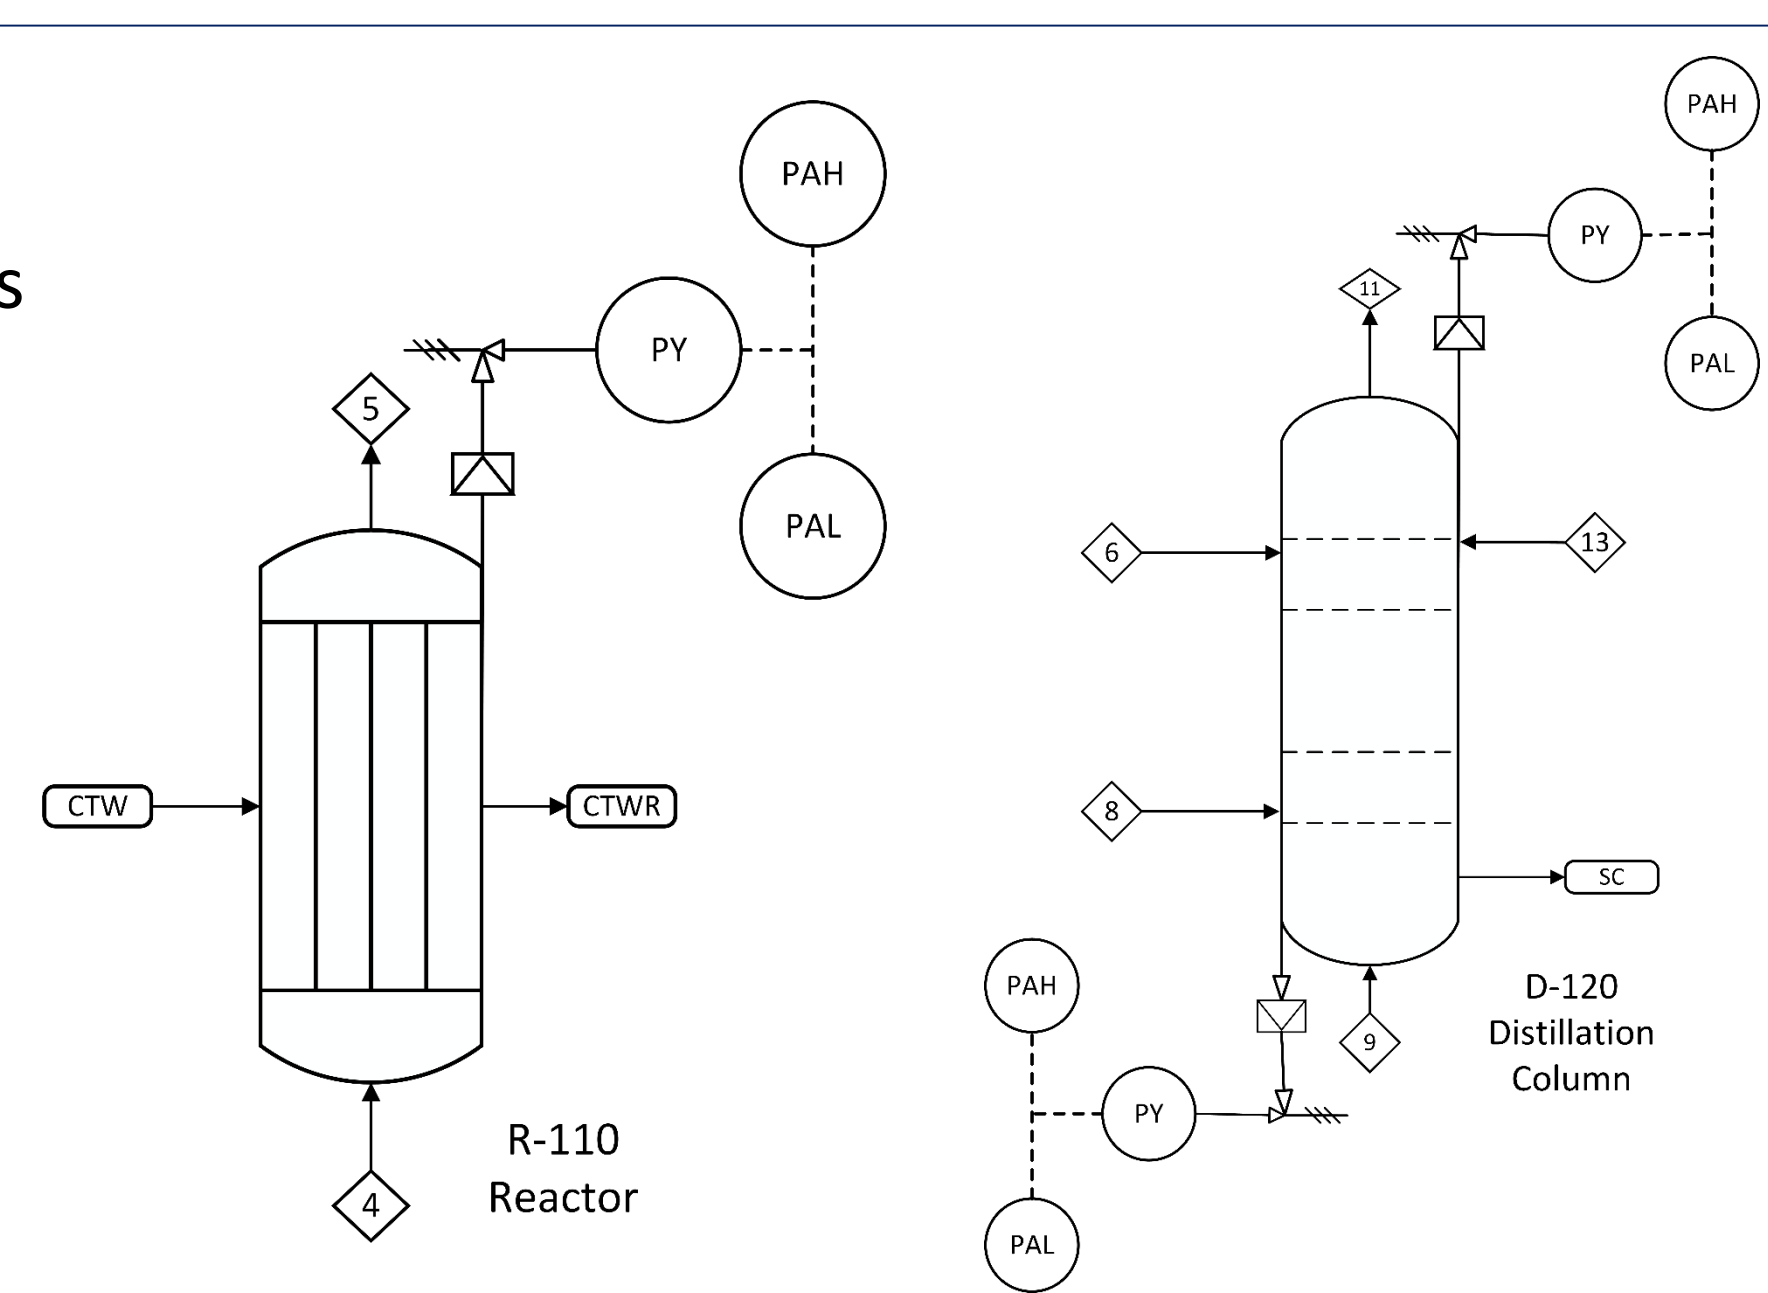 s
PAH
PY
5
PAL
CTW
CTWR
R-110
Reactor
4
PAH
PY
11
PAL
6
13
8
SC
PAH
9
D-120
Distillation
Column
PY
PAL